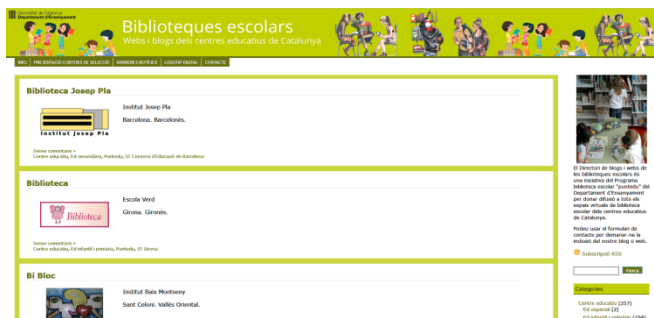 Generalitat de Catalunya
Departament d'Ensenyament
Biblioteques escolars
Webs i blogs dels centres educatius de Catalunya
INICI | PRESENTACIÓ I CRITERIS DE SELECCIÓ | DARRERES NOTÍCIES | LOGOTIP DIGITAL | CONTACTE
Biblioteca Josep Pla
Institut Josep Pla
Barcelona. Barcelonès.
Institut Josep Pla
Sense comentaris »
Centre educatiu, Ed secundària, Puntedu, ST Consorci d'Educació de Barcelona
Biblioteca
Escola Verd
Girona. Gironès.
Biblioteca
Sense comentaris »
Centre educatiu, Ed infantil i primària, Puntedu, ST Girona
Bi Bloc
Institut Baix Montseny
Sant Celoni. Vallès Oriental.
El Directori de blogs i webs de
les biblioteques escolars és
una iniciativa del Programa
biblioteca escolar "puntedu" del
Departament d'Ensenyament
per donar difusió a tots els
espais virtuals de biblioteca
escolar dels centres educatius
de Catalunya.
Podeu usar el formulari de
contacte per demanar-ne la
inclusió del vostre blog o web.
Subscripció RSS
Cerca
Categories
Centre educatiu (257)
Ed especial (2)
Ed infantil i primària (194)